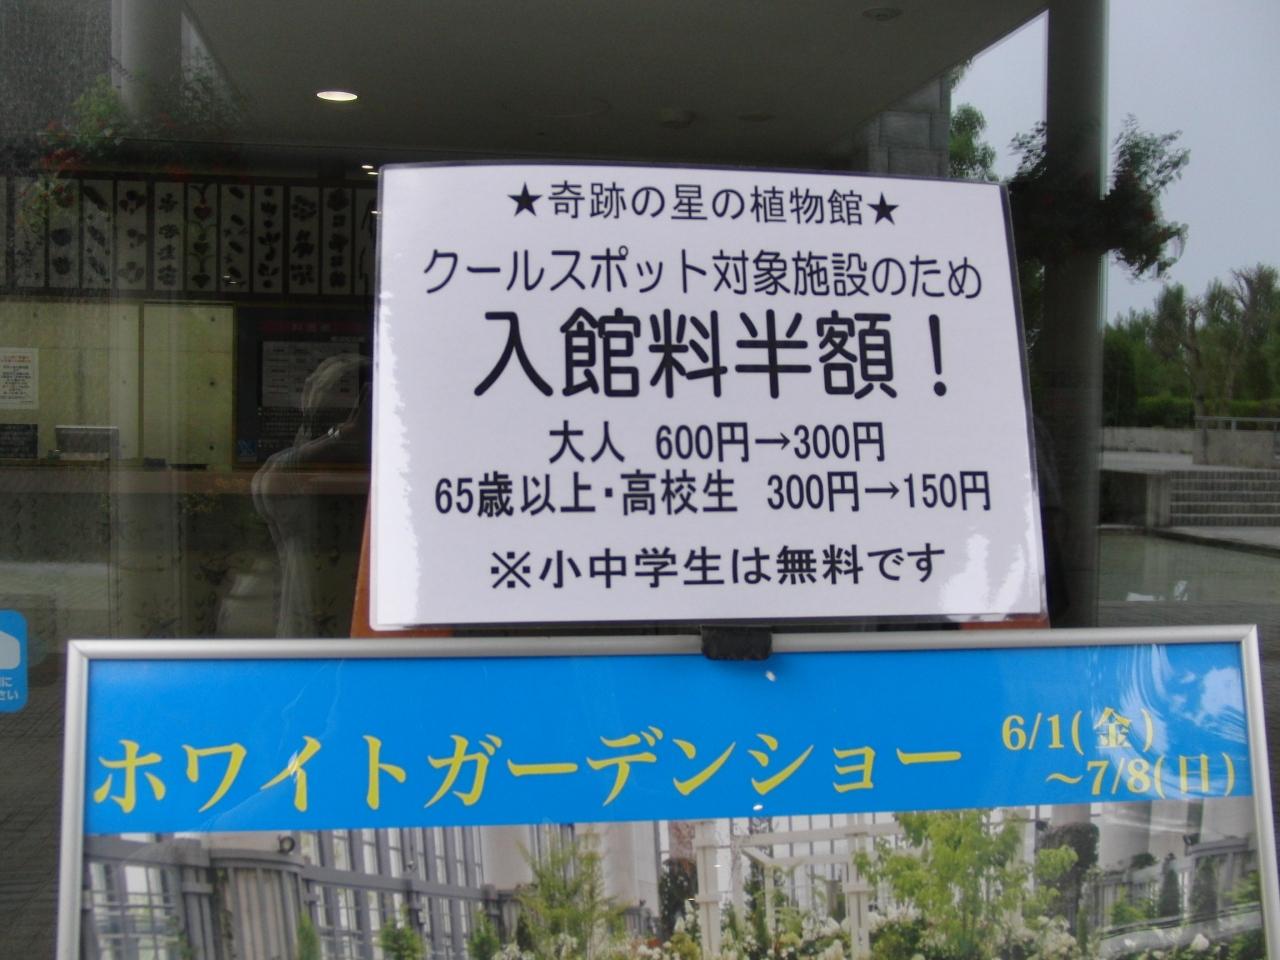 ★奇跡の星の植物館★
クールスポット対象施設のため
入館料半額！
大人 600円→300円
65歳以上・高校生 300円→150円
※小中学生は無料です
ホワイトガーデンショー
6/1(金)
～7/8(日)